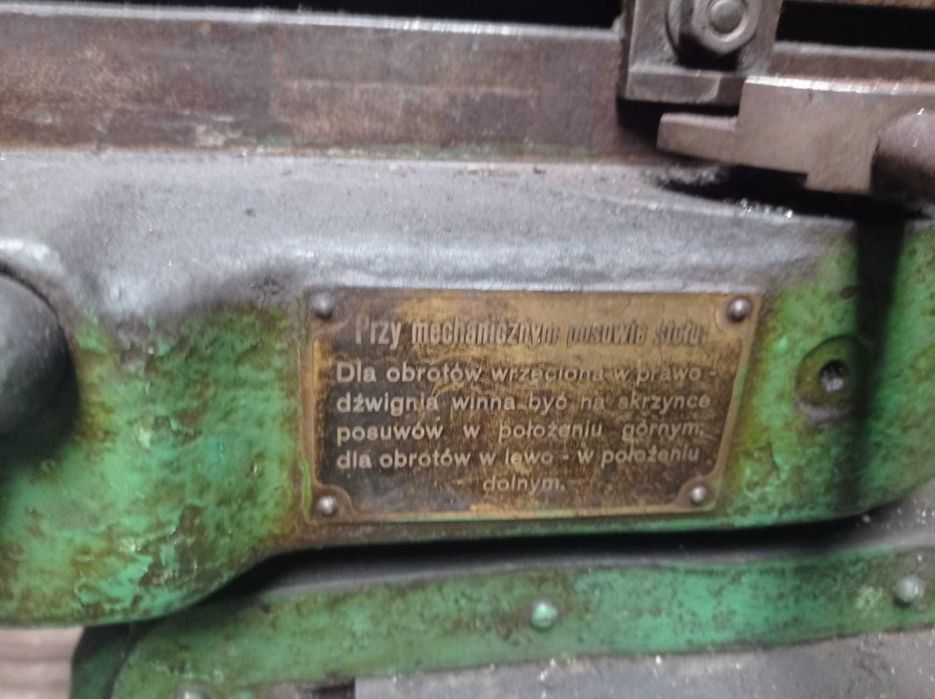 Przy mechanicznym posuwie stołu:
Dla obrotów wrzeciona w prawo -
dźwignia winna być na skrzynce
posuwów w położeniu górnym,
dla obrotów w lewo - w położeniu
dolnym.